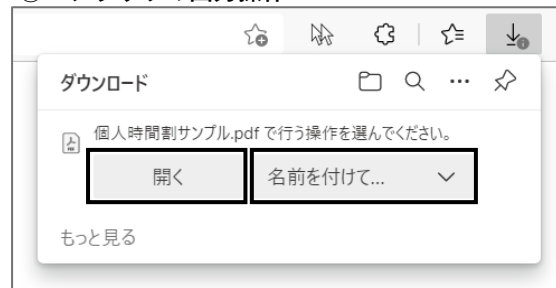 ダウンロード
個人時間割サンプル.pdf で行う操作を選んでください。
開く
名前を付けて...
もっと見る